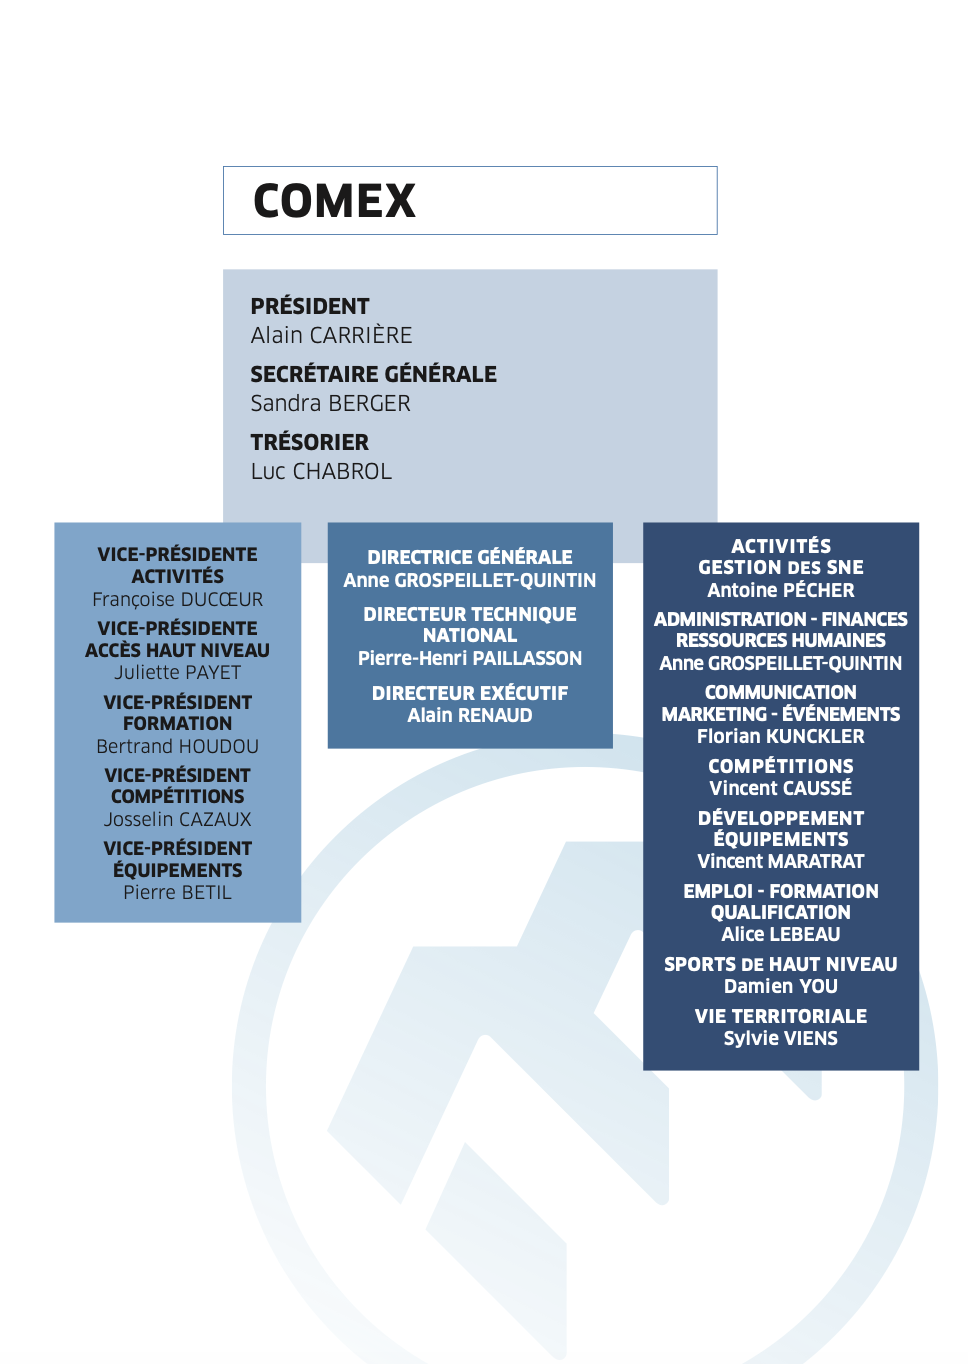 COMEX
PRÉSIDENT
Alain CARRIÈRE
SECRÉTAIRE GÉNÉRALE
Sandra BERGER
TRÉSORIER
Luc CHABROL
VICE-PRÉSIDENTE
ACTIVITÉS
Françoise DUCŒUR
VICE-PRÉSIDENTE
ACCÈS HAUT NIVEAU
Juliette PAYET
VICE-PRÉSIDENT
FORMATION
Bertrand HOUDOU
VICE-PRÉSIDENT
COMPÉTITIONS
Josselin CAZAUX
VICE-PRÉSIDENT
ÉQUIPEMENTS
Pierre BETIL
DIRECTRICE GÉNÉRALE
Anne GROSPEILLET-QUINTIN
DIRECTEUR TECHNIQUE
NATIONAL
Pierre-Henri PAILLASSON
DIRECTEUR EXÉCUTIF
Alain RENAUD
ACTIVITÉS
GESTION DES SNE
Antoine PÉCHER
ADMINISTRATION - FINANCES
RESSOURCES HUMAINES
Anne GROSPEILLET-QUINTIN
COMMUNICATION
MARKETING - ÉVÉNEMENTS
Florian KUNCKLER
COMPÉTITIONS
Vincent CAUSSÉ
DÉVELOPPEMENT
ÉQUIPEMENTS
Vincent MARATRAT
EMPLOI - FORMATION
QUALIFICATION
Alice LEBEAU
SPORTS DE HAUT NIVEAU
Damien YOU
VIE TERRITORIALE
Sylvie VIENS